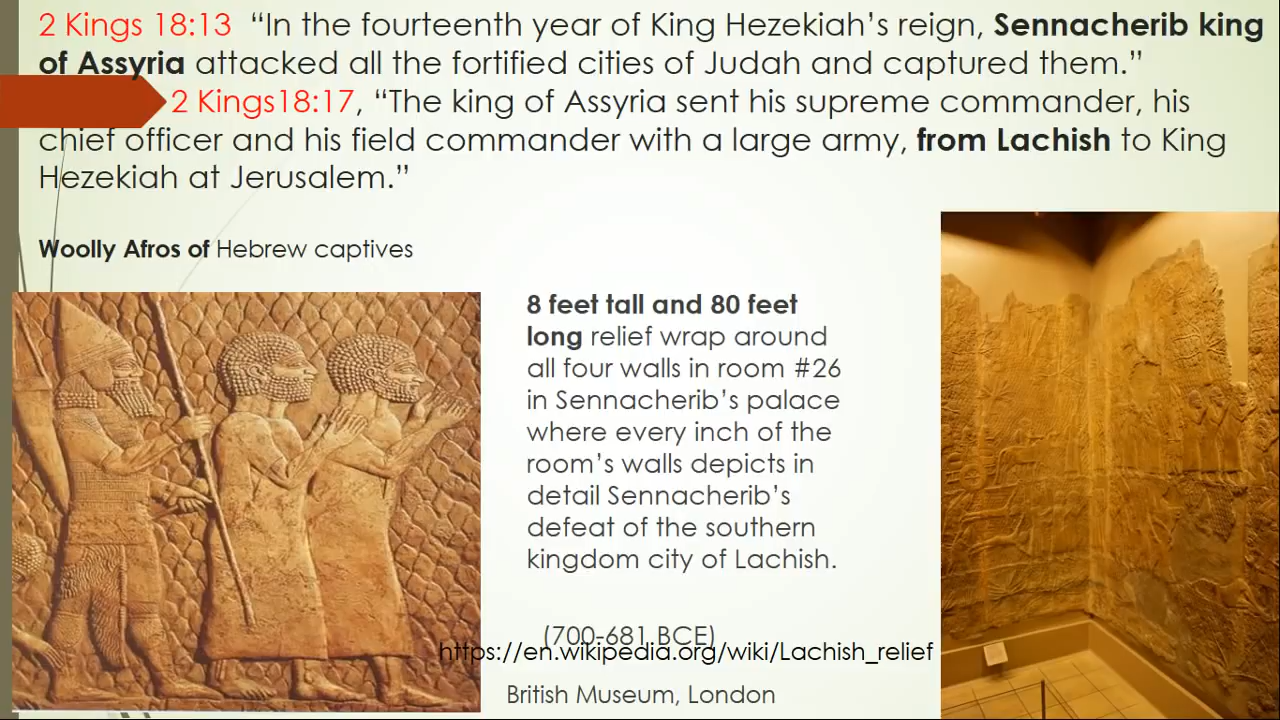 2 Kings 18:13 “In the fourteenth year of King Hezekiah’s reign, Sennacherib king
of Assyria attacked all the fortified cities of Judah and captured them.”
2 Kings18:17, “The king of Assyria sent his supreme commander, his
chief officer and his field commander with a large army, from Lachish to King
Hezekiah at Jerusalem.”
Woolly Afros of Hebrew captives
8 feet tall and 80 feet
long relief wrap around
all four walls in room #26
in Sennacherib’s palace
where every inch of the
room’s walls depicts in
detail Sennacherib’s
defeat of the southern
kingdom city of Lachish.
(700-681 BCE)
https://en.wikipedia.org/wiki/Lachish_relief
British Museum, London